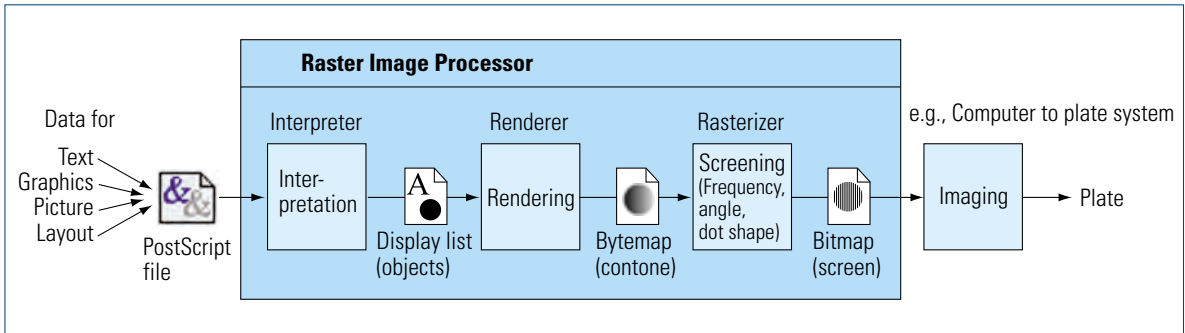 Raster Image Processor
Data for
Text
Graphics
Picture
Layout
&&
PostScript
file
Interpreter
Inter-
pretation
A
Display list
(objects)
Renderer
Rendering
Bytemap
(contone)
Rasterizer
Screening
(Frequency,
angle,
dot shape)
Bitmap
(screen)
e.g., Computer to plate system
Imaging
Plate